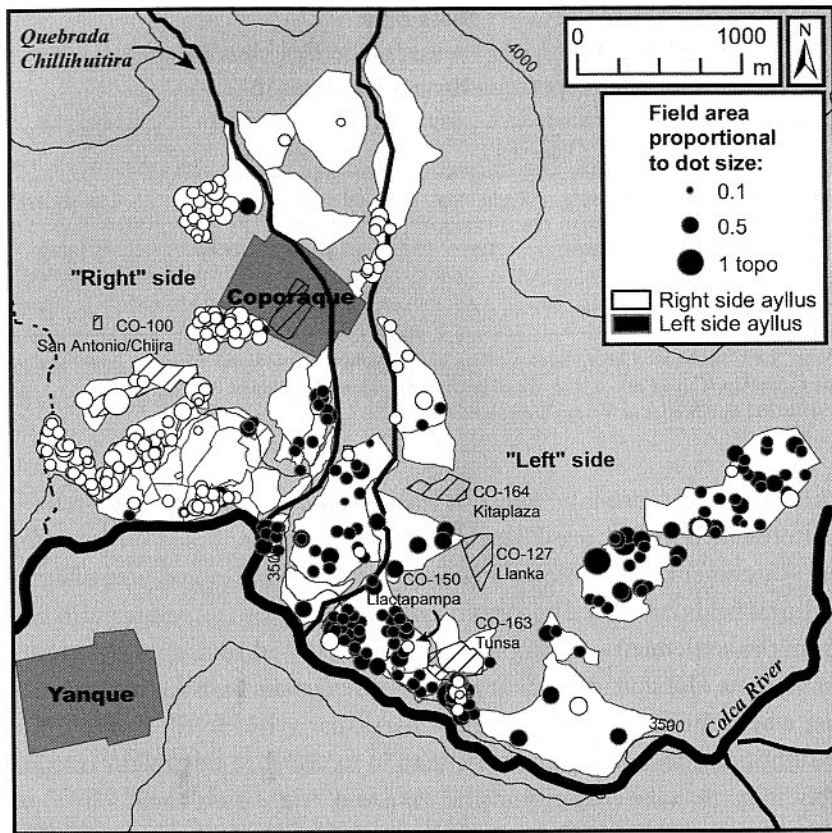 Quebrada
Chillihuitira
4000
0 1000
m
N
Field area
proportional
to dot size:
0.1
0.5
1 topo
Right side ayllus
Left side ayllus
"Right" side
Coporaque
CO-100
San Antonio/Chijra
"Left" side
CO-164
Kitaplaza
CO-127
Llanka
3500
CO-150
Llactapampa
CO-163
Tunsa
Yanque
3500
Colca River